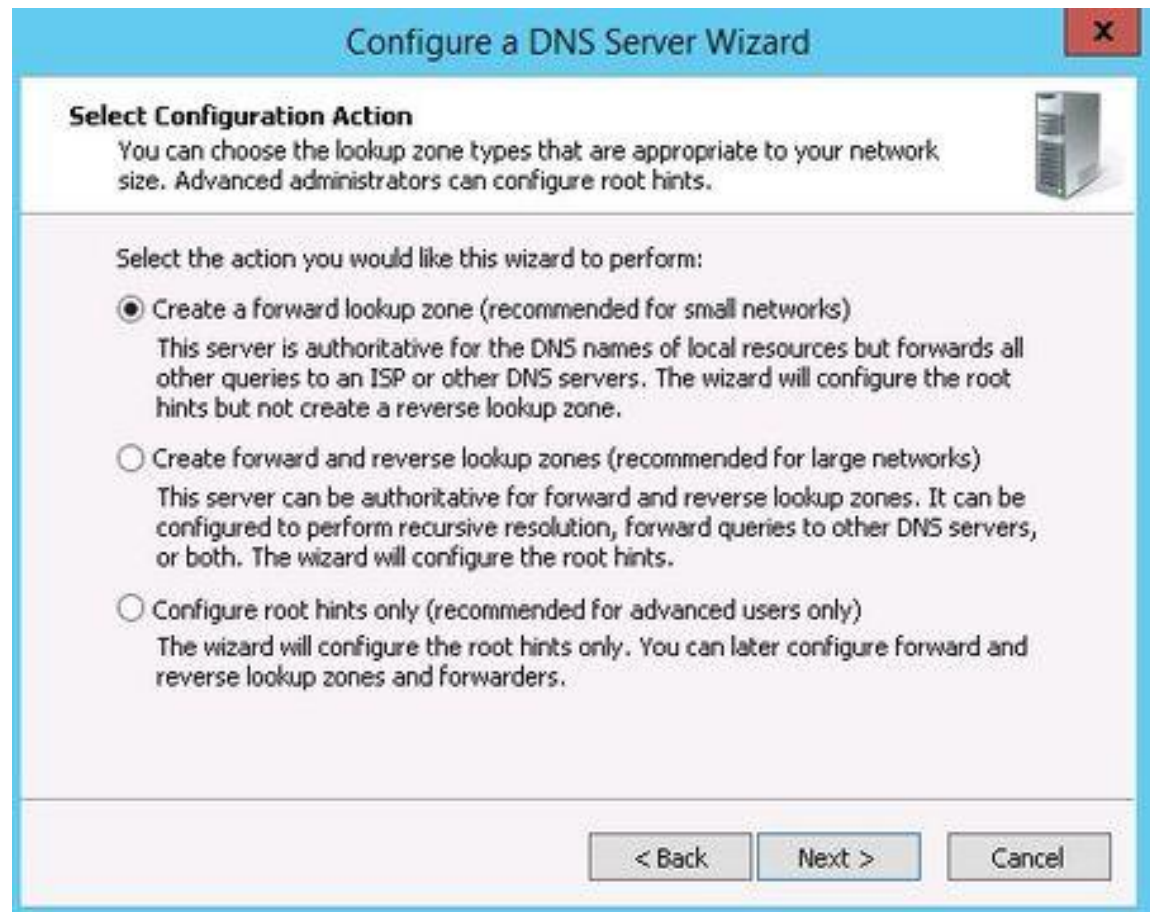 Configure a DNS Server Wizard
x
Select Configuration Action
You can choose the lookup zone types that are appropriate to your network
size. Advanced administrators can configure root hints.
Select the action you would like this wizard to perform:
Create a forward lookup zone (recommended for small networks)
This server is authoritative for the DNS names of local resources but forwards all
other queries to an ISP or other DNS servers. The wizard will configure the root
hints but not create a reverse lookup zone.
Create forward and reverse lookup zones (recommended for large networks)
This server can be authoritative for forward and reverse lookup zones. It can be
configured to perform recursive resolution, forward queries to other DNS servers,
or both. The wizard will configure the root hints.
Configure root hints only (recommended for advanced users only)
The wizard will configure the root hints only. You can later configure forward and
reverse lookup zones and forwarders.
< Back Next > Cancel